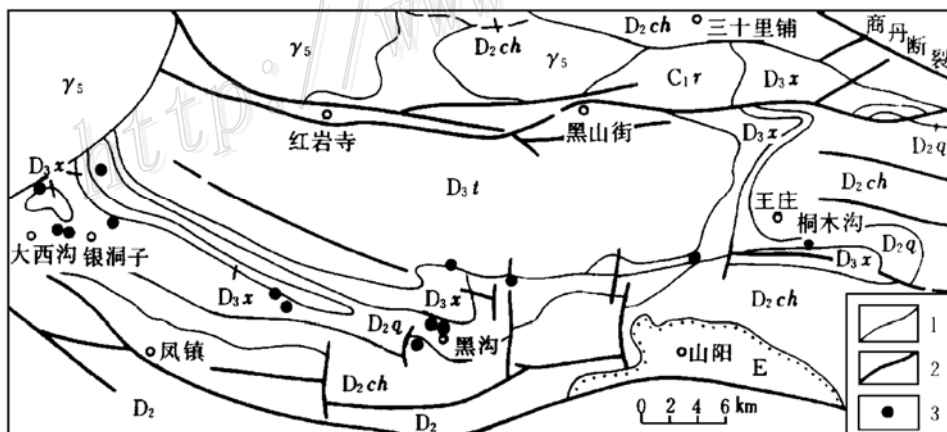 http://www
D₂ch
三十里铺
商丹断裂
γ₅
D₂ch
γ₅
γ₅
C₁r
D₃x
红岩寺
黑山街
D₃x
D₂q
D₃x
D₃t
D₂ch
王庄
桐木沟
大西沟
银洞子
D₂q
D₃x
D₃x
D₃x
D₂ch
1
D₂q
凤镇
黑沟
山阳
E
2
D₂ch
D₂
D₂
0 2 4 6 km
3